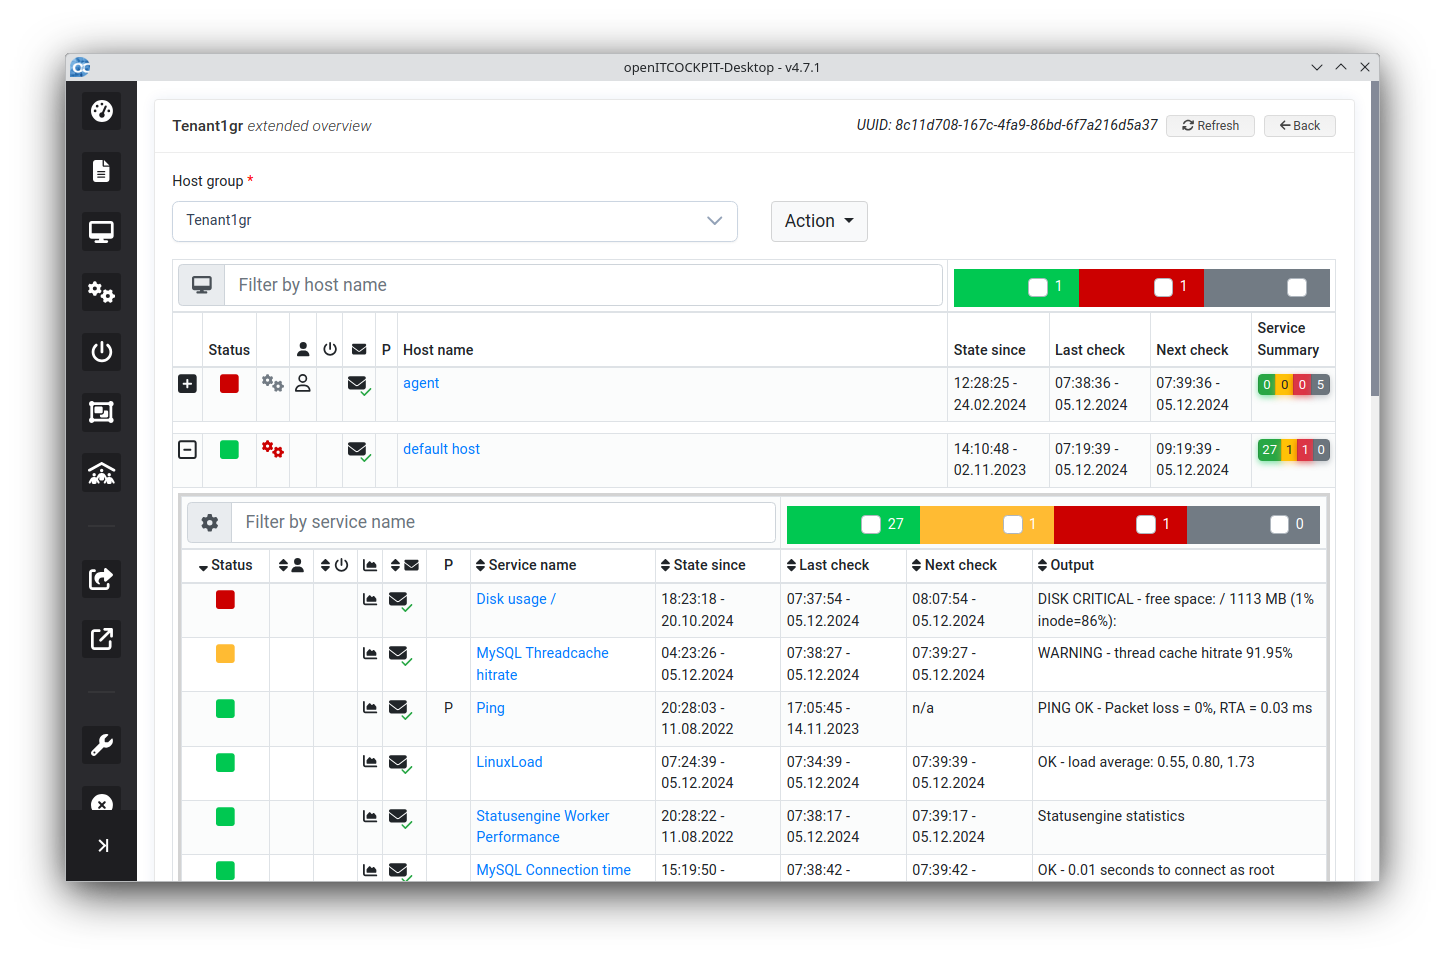 openITCOCKPIT-Desktop - v4.7.1
Tenant1gr extended overview
UUID: 8c11d708-167c-4fa9-86bd-6f7a216d5a37
Refresh
Back
Host group *
Tenant1gr
Action
Filter by host name
1
1
Status
P
Host name
State since
Last check
Next check
Service
Summary
agent
12:28:25 -
24.02.2024
07:38:36 -
05.12.2024
07:39:36 -
05.12.2024
0 0 0 5
default host
14:10:48 -
02.11.2023
07:19:39 -
05.12.2024
09:19:39 -
05.12.2024
27 1 1 0
Filter by service name
27
1
1
0
Status
P
Service name
State since
Last check
Next check
Output
Disk usage /
18:23:18 -
20.10.2024
07:37:54 -
05.12.2024
08:07:54 -
05.12.2024
DISK CRITICAL - free space: / 1113 MB (1%
inode=86%):
MySQL Threadcache
hitrate
04:23:26 -
05.12.2024
07:38:27 -
05.12.2024
07:39:27 -
05.12.2024
WARNING - thread cache hitrate 91.95%
P
Ping
20:28:03 -
11.08.2022
17:05:45 -
14.11.2023
n/a
PING OK - Packet loss = 0%, RTA = 0.03 ms
LinuxLoad
07:24:39 -
05.12.2024
07:34:39 -
05.12.2024
07:39:39 -
05.12.2024
OK - load average: 0.55, 0.80, 1.73
Statusengine Worker
Performance
20:28:22 -
11.08.2022
07:38:17 -
05.12.2024
07:39:17 -
05.12.2024
Statusengine statistics
MySQL Connection time
15:19:50 -
07:38:42 -
07:39:42 -
OK - 0.01 seconds to connect as root